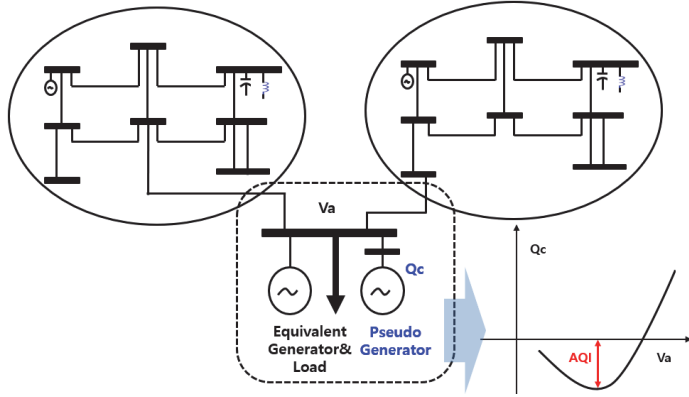 Va
Qc
Equivalent
Generator&
Load
Pseudo
Generator
Qc
AQI
Va